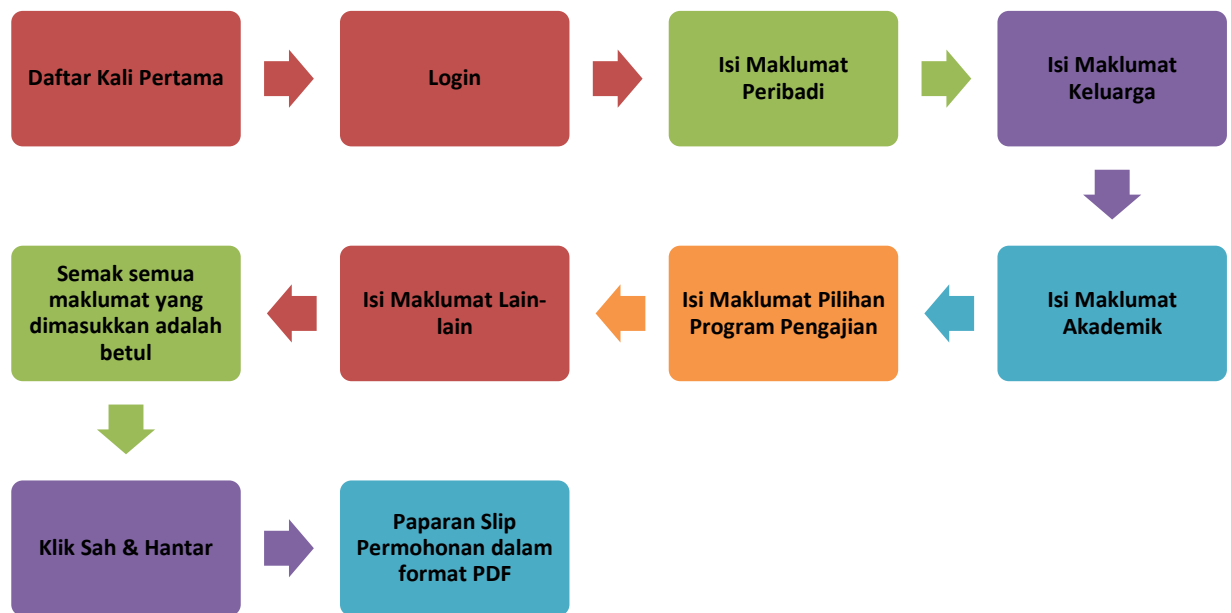 Daftar Kali Pertama
Login
Isi Maklumat
Peribadi
Isi Maklumat
Keluarga
Isi Maklumat
Akademik
Isi Maklumat Pilihan
Program Pengajian
Isi Maklumat Lain-
lain
Semak semua
maklumat yang
dimasukkan adalah
betul
Klik Sah & Hantar
Paparan Slip
Permohonan dalam
format PDF